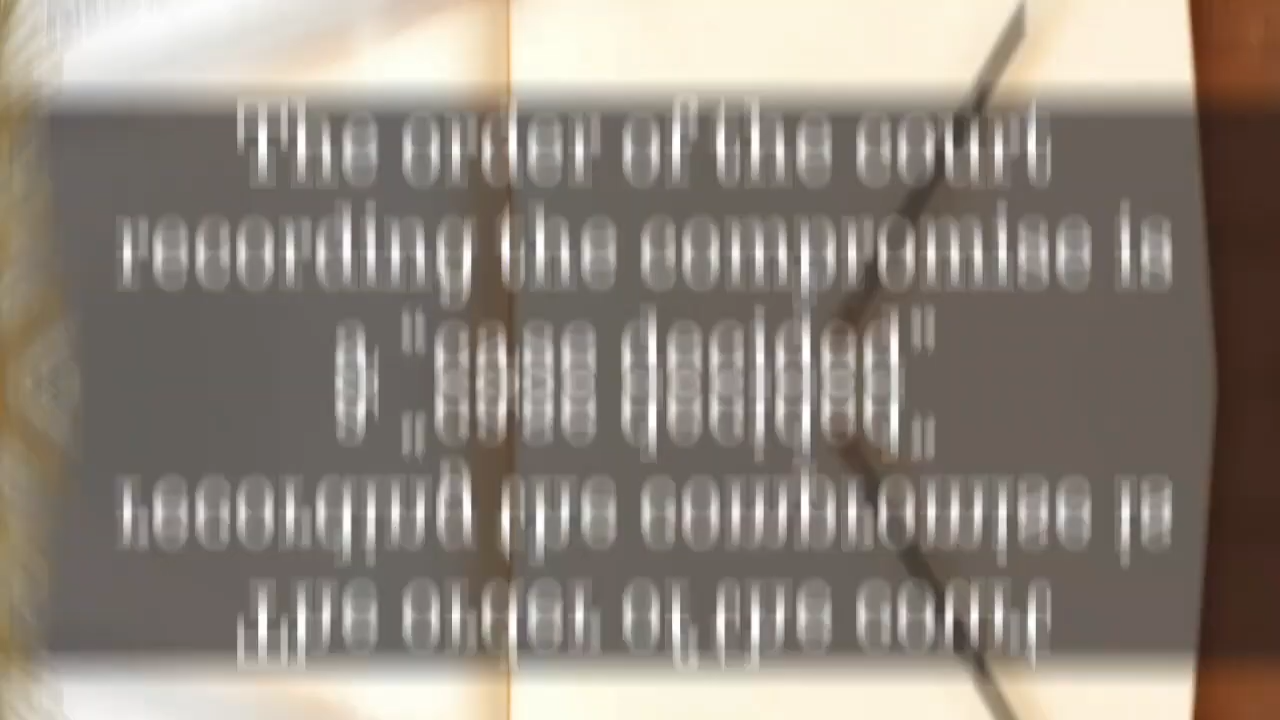 The order of the court
recording the compromise is
a "case decided"